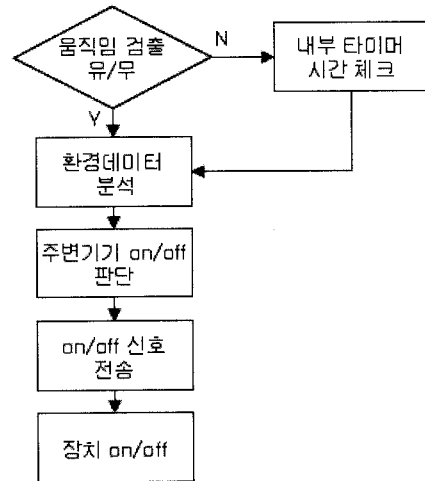 움직임 검출
유/무
N
내부 타이머
시간 체크
Y
환경데이터
분석
주변기기 on/off
판단
on/off 신호
전송
장치 on/off